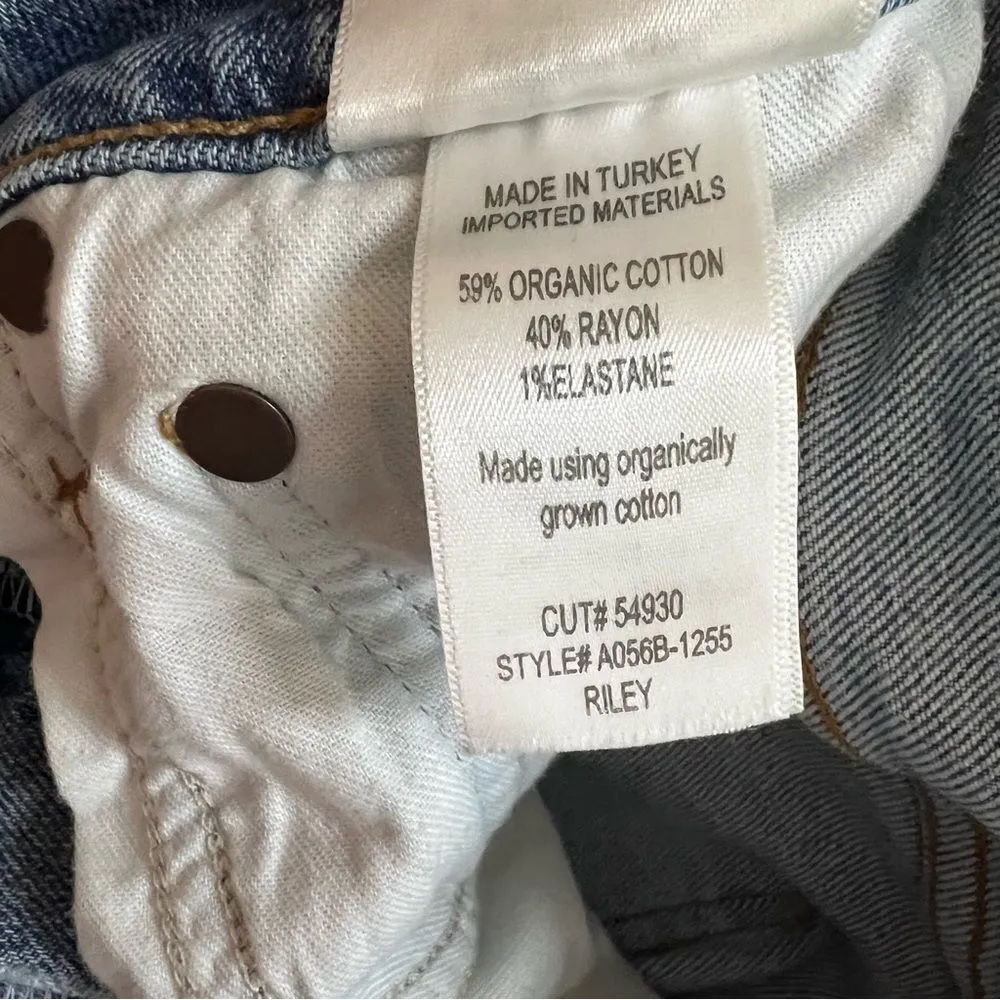 MADE IN TURKEY
IMPORTED MATERIALS
59% ORGANIC COTTON
40% RAYON
1%ELASTANE
Made using organically
grown cotton
CUT# 54930
STYLE# A056B-1255
RILEY